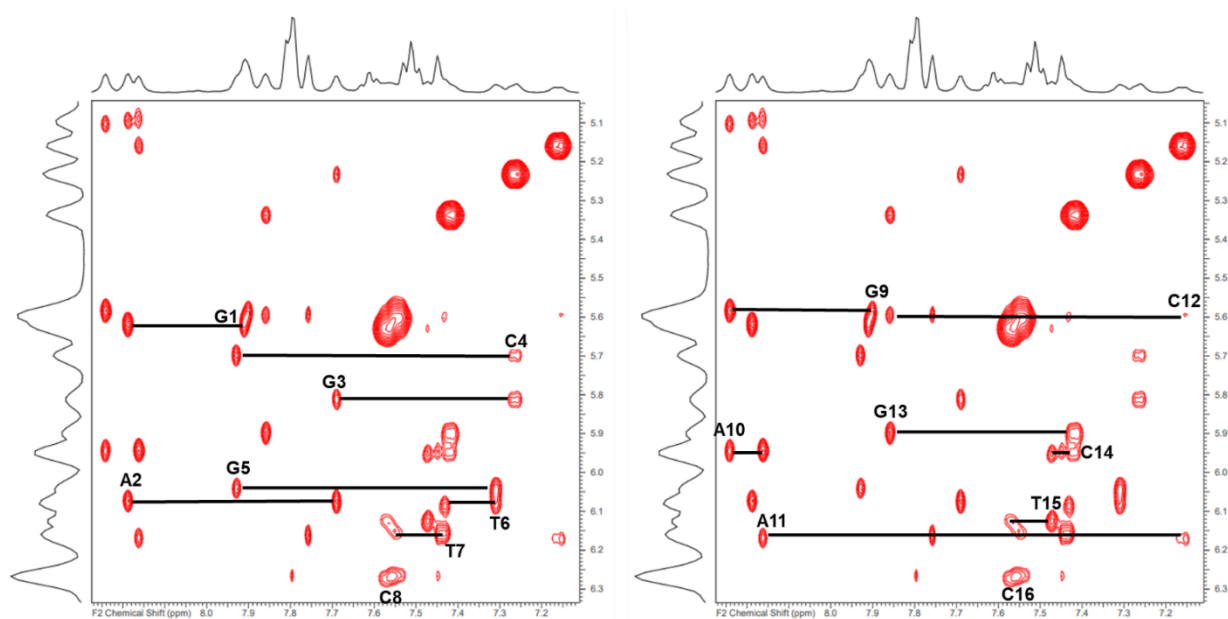 5.1
5.2
5.3
5.4
5.5
5.6
5.7
5.8
5.9
6.0
6.1
6.2
6.3
G1
C4
G3
G5
A2
T6
T7
C8
F2 Chemical Shift (ppm) 8.0 7.9 7.8 7.7 7.6 7.5 7.4 7.3 7.2
5.1
5.2
5.3
5.4
5.5
5.6
5.7
5.8
5.9
6.0
6.1
6.2
6.3
G9
C12
G13
A10
C14
T15
A11
C16
F2 Chemical Shift (ppm) 8.0 7.9 7.8 7.7 7.6 7.5 7.4 7.3 7.2